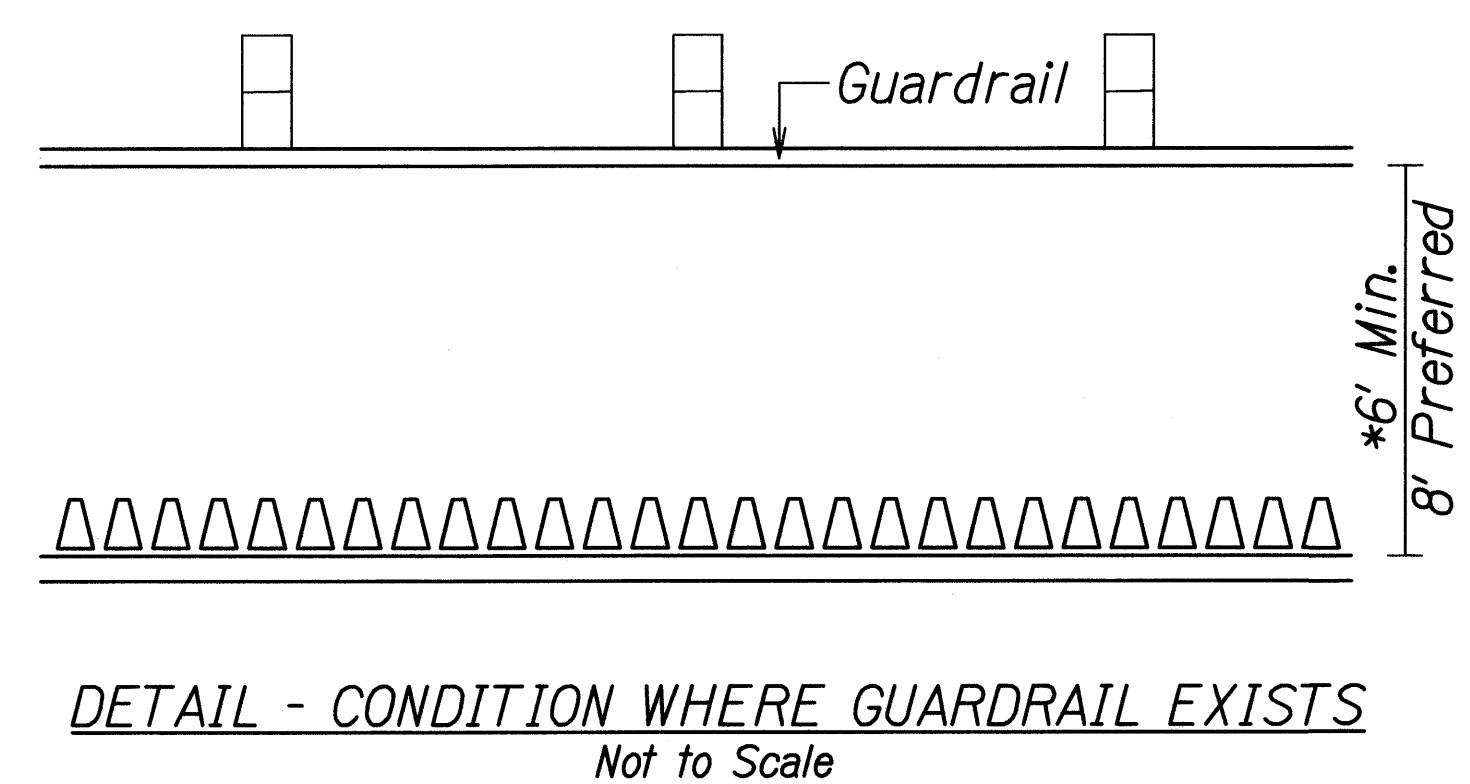 Guardrail
*6' Min.
8' Preferred
DETAIL - CONDITION WHERE GUARDRAIL EXISTS
Not to Scale